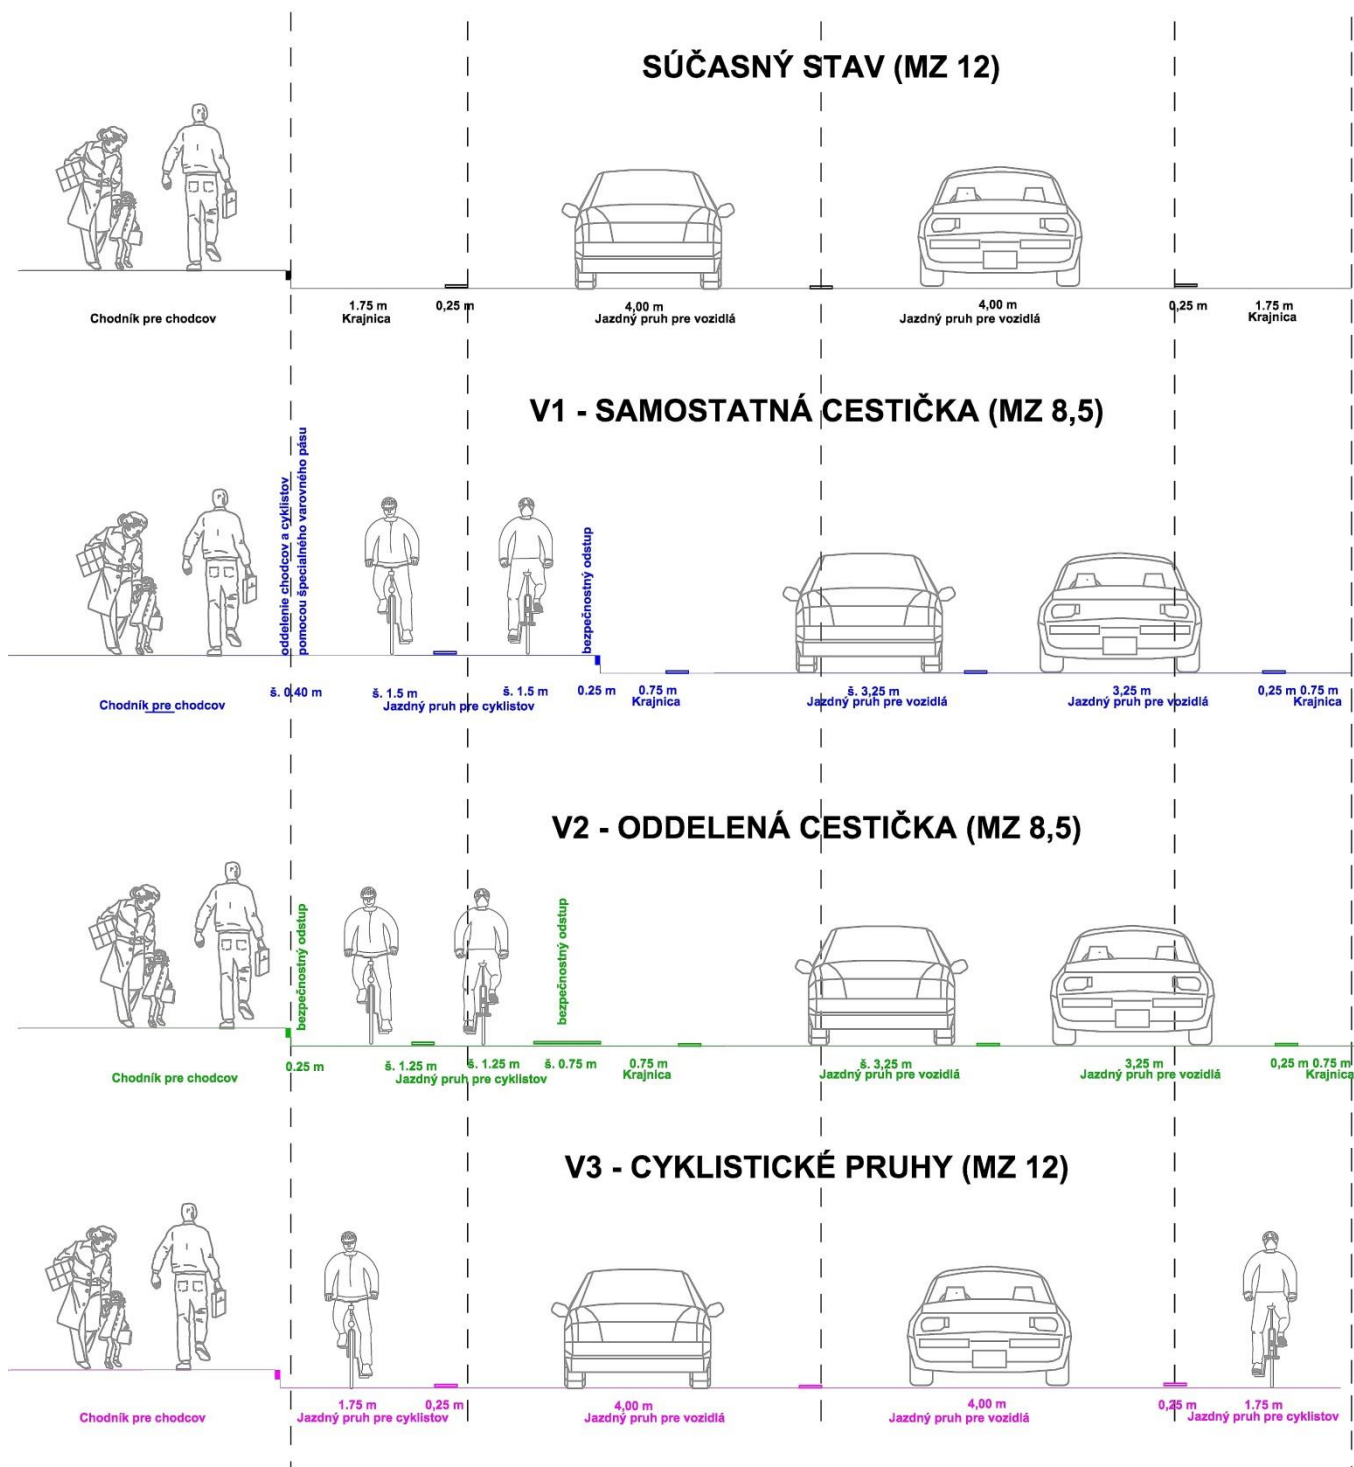 SÚČASNÝ STAV (MZ 12)
1.75 m 0,25 m 4,00 m 4,00 m 0,25 m 1.75 m
Chodník pre chodcov Krajnica Jazdný pruh pre vozidlá Jazdný pruh pre vozidlá Krajnica
V1 - SAMOSTATNÁ CESTIČKA (MZ 8,5)
oddelenie chodcov a cyklistov
pomocou špecialneho varovného pásu
bezpečnostný odstup
š. 0.40 m š. 1.5 m š. 1.5 m 0.25 m 0.75 m š. 3,25 m 3,25 m 0,25 m 0.75 m
Chodník pre chodcov Jazdný pruh pre cyklistov Krajnica Jazdný pruh pre vozidlá Jazdný pruh pre vozidlá Krajnica
V2 - ODDELENÁ CESTIČKA (MZ 8,5)
bezpečnostný odstup
bezpečnostný odstup
0.25 m š. 1.25 m š. 1.25 m š. 0.75 m 0.75 m š. 3,25 m 3,25 m 0,25 m 0.75 m
Chodník pre chodcov Jazdný pruh pre cyklistov Krajnica Jazdný pruh pre vozidlá Jazdný pruh pre vozidlá Krajnica
V3 - CYKLISTICKÉ PRUHY (MZ 12)
1.75 m 0,25 m 4,00 m 4,00 m 0,25 m 1.75 m
Chodník pre chodcov Jazdný pruh pre cyklistov Jazdný pruh pre vozidlá Jazdný pruh pre vozidlá Jazdný pruh pre cyklistov